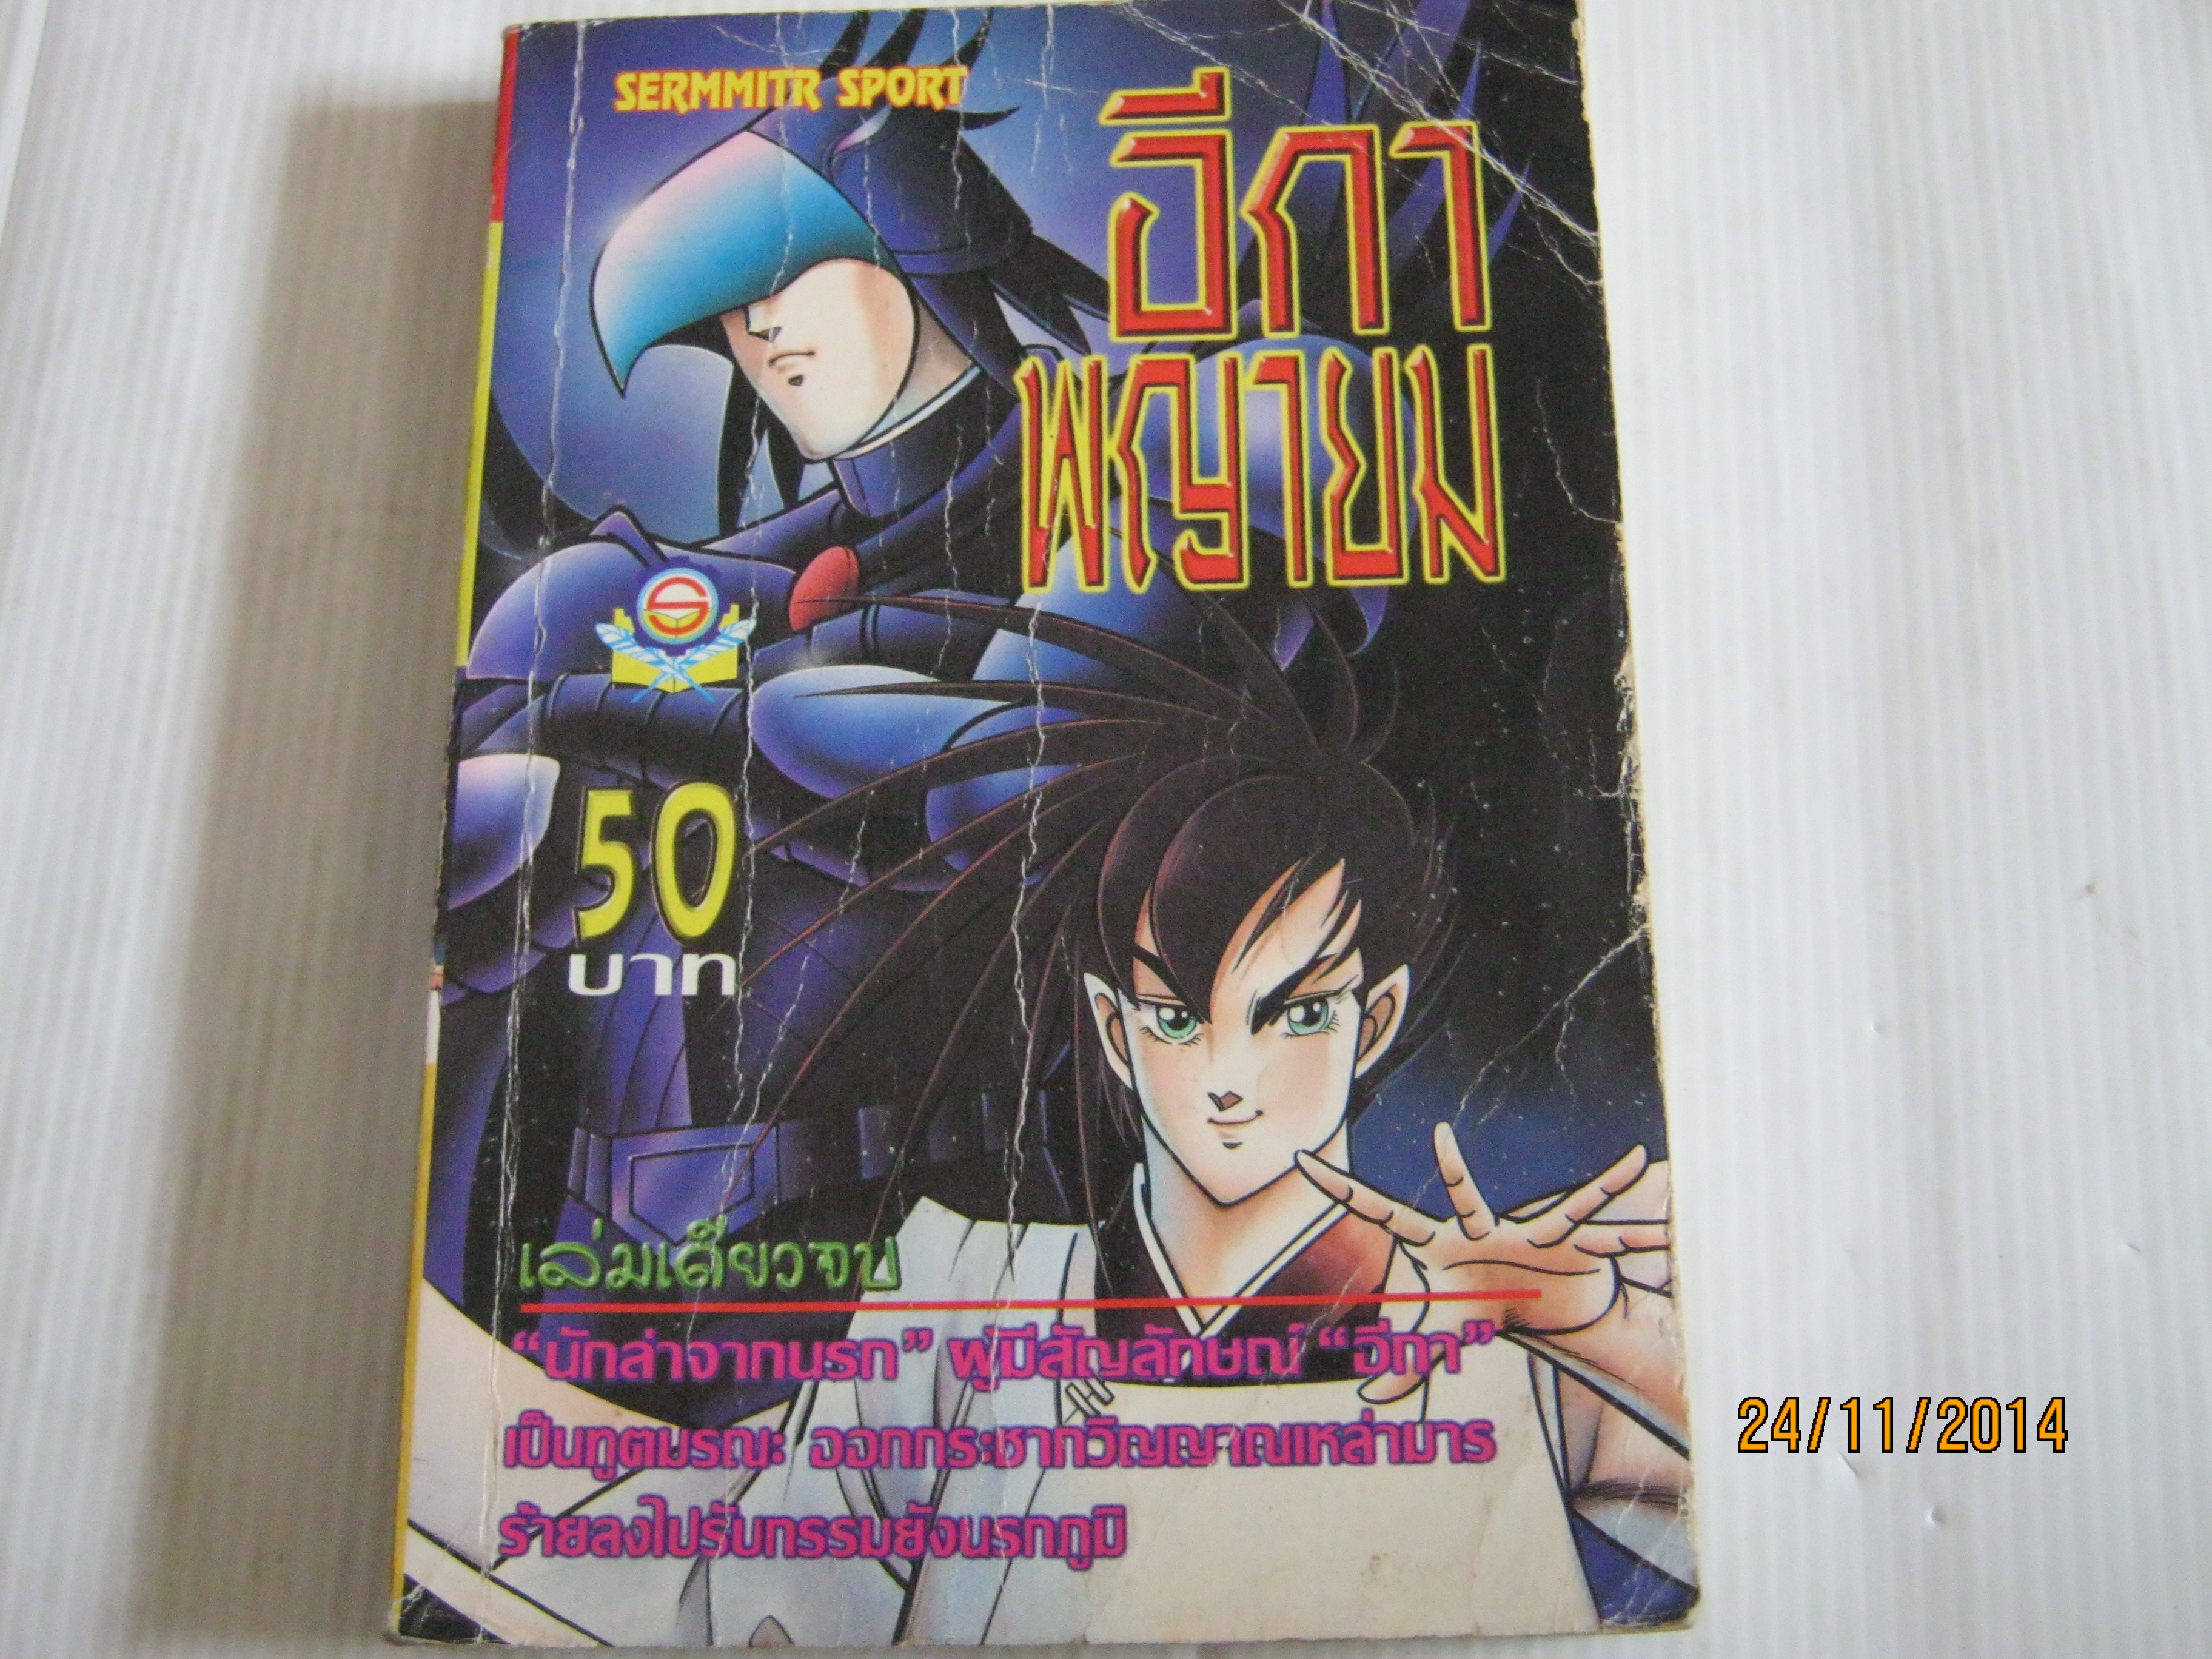 SERMMITR SPORT
อีกา
พญายม
S
50
บาท
เล่มเดียวจบ
“นักล่าจากนรก” ผู้มีสัญลักษณ์ “อีกา”
เป็นทูตมรณะ ออกกระชากวิญญาณเหล่ามาร
ร้ายลงไปรับกรรมยังนรกภูมิ
24/11/2014